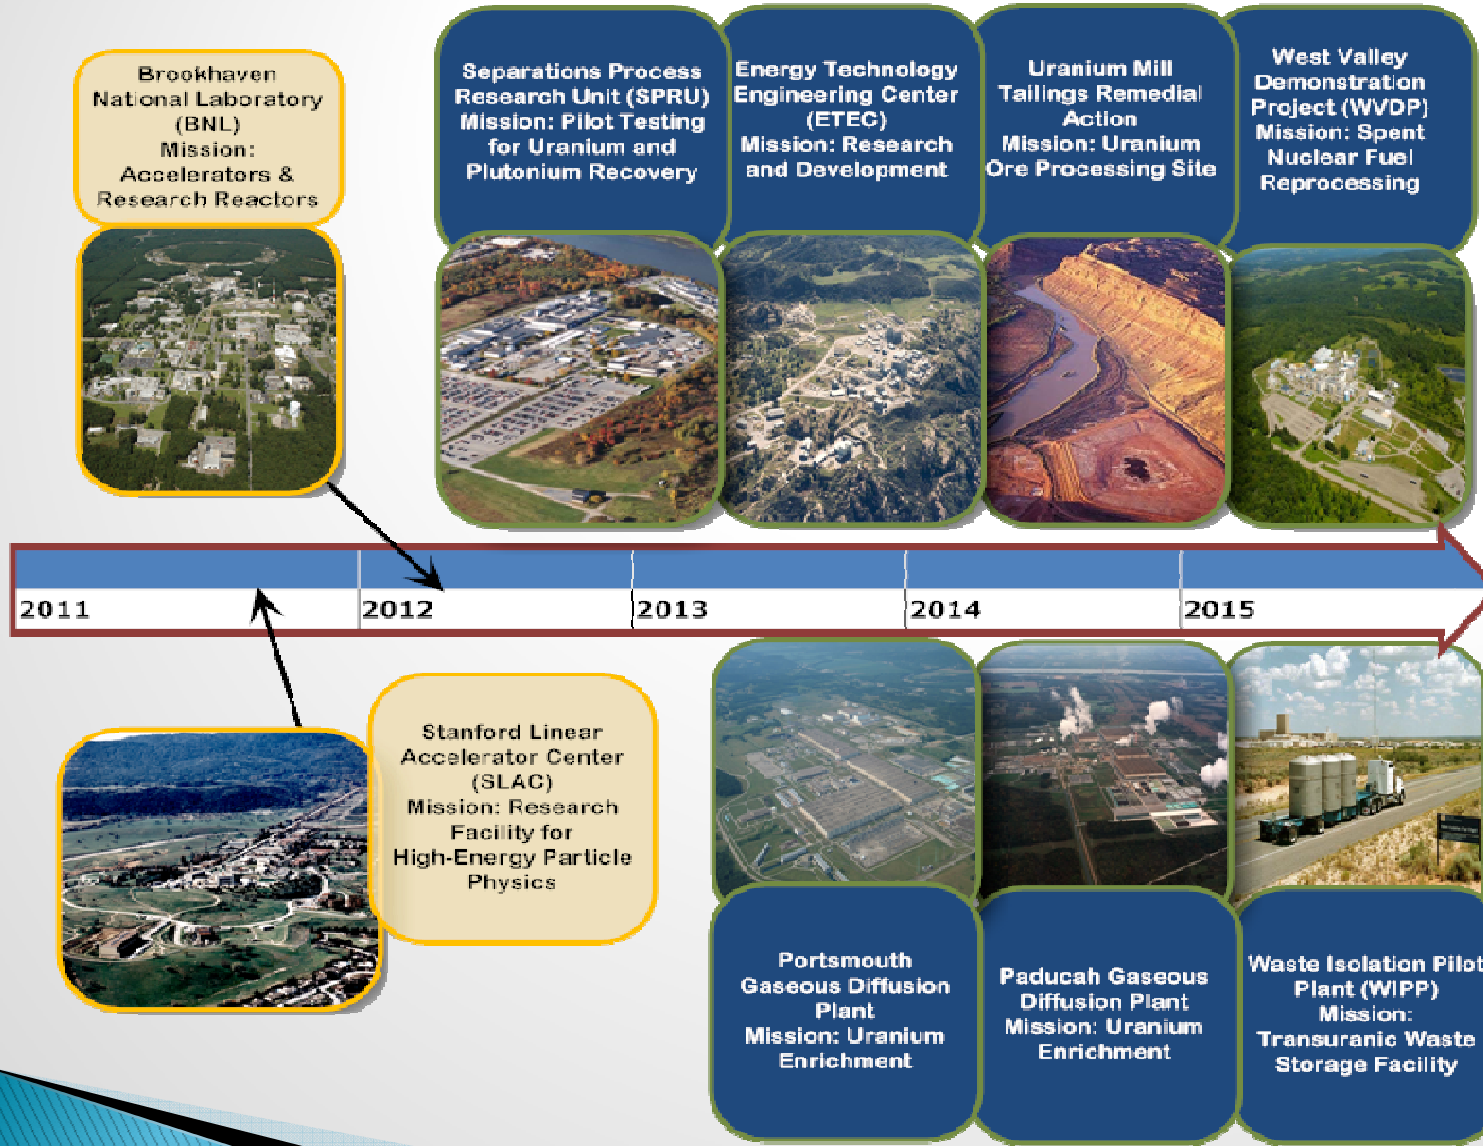 Brookhaven
National Laboratory
(BNL)
Mission:
Accelerators &
Research Reactors
Separations Process
Research Unit (SPRU)
Mission: Pilot Testing
for Uranium and
Plutonium Recovery
Energy Technology
Engineering Center
(ETEC)
Mission: Research
and Development
Uranium Mill
Tailings Remedial
Action
Mission: Uranium
Ore Processing Site
West Valley
Demonstration
Project (WVDP)
Mission: Spent
Nuclear Fuel
Reprocessing
2011
2012
2013
2014
2015
Stanford Linear
Accelerator Center
(SLAC)
Mission: Research
Facility for
High-Energy Particle
Physics
Portsmouth
Gaseous Diffusion
Plant
Mission: Uranium
Enrichment
Paducah Gaseous
Diffusion Plant
Mission: Uranium
Enrichment
Waste Isolation Pilot
Plant (WIPP)
Mission:
Transuranic Waste
Storage Facility